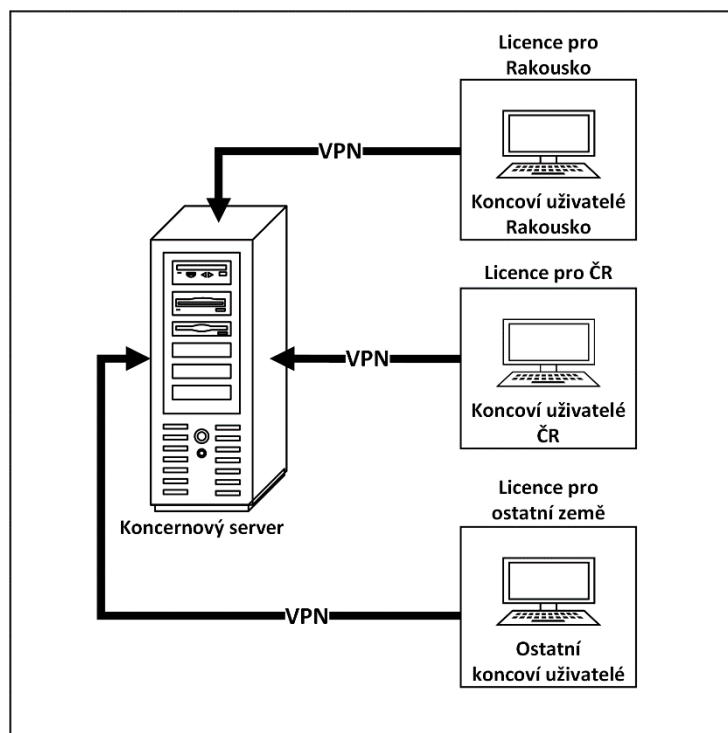 Licence pro
Rakousko
VPN
Koncoví uživatelé
Rakousko
Licence pro ČR
VPN
Koncoví uživatelé
ČR
Koncernový server
Licence pro
ostatní země
VPN
Ostatní
koncoví uživatelé